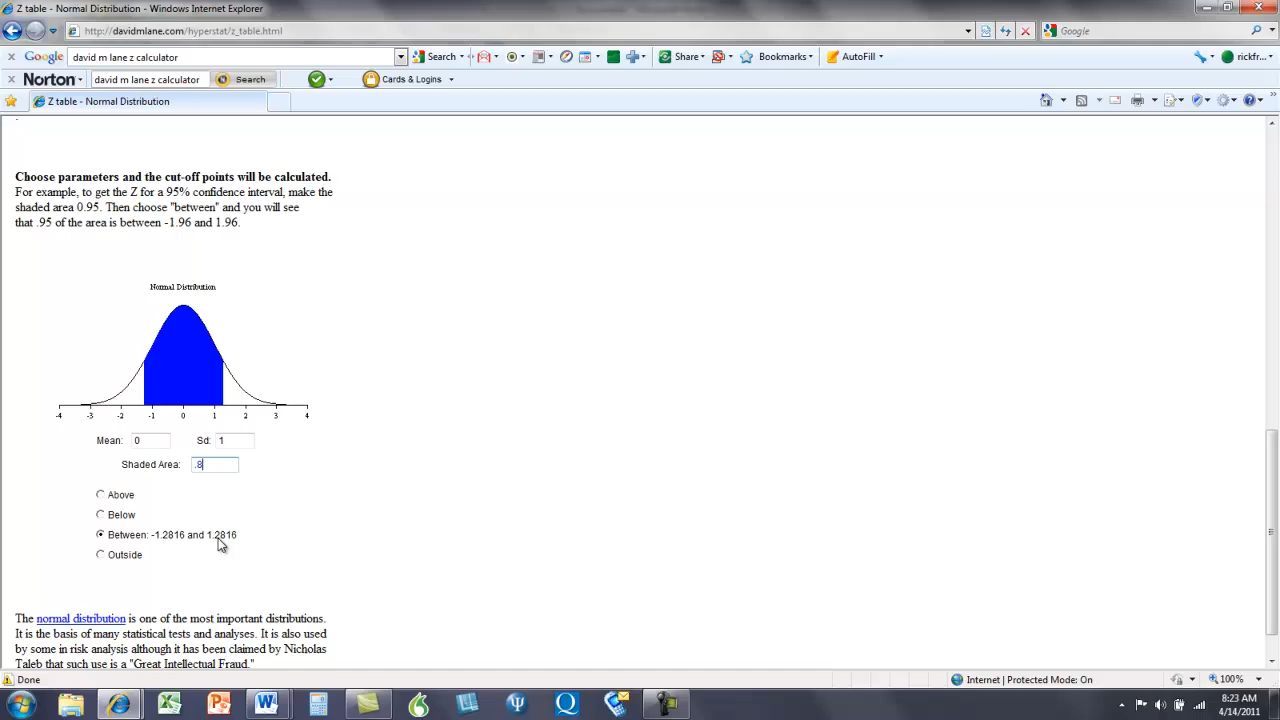 Z table - Normal Distribution - Windows Internet Explorer
http://davidmlane.com/hyperstat/z_table.html
Google
x Google david m lane z calculator Search Share Bookmarks AutoFill rickfr...
x Norton david m lane z calculator Search Cards & Logins
Z table - Normal Distribution
Choose parameters and the cut-off points will be calculated.
For example, to get the Z for a 95% confidence interval, make the
shaded area 0.95. Then choose "between" and you will see
that .95 of the area is between -1.96 and 1.96.
Normal Distribution
-4 -3 -2 -1 0 1 2 3 4
Mean: 0 Sd: 1
Shaded Area: .8
Above
Below
Between: -1.2816 and 1.2816
Outside
The normal distribution is one of the most important distributions.
It is the basis of many statistical tests and analyses. It is also used
by some in risk analysis although it has been claimed by Nicholas
Taleb that such use is a "Great Intellectual Fraud."
Done
Internet | Protected Mode: On
100%
8:23 AM
4/14/2011